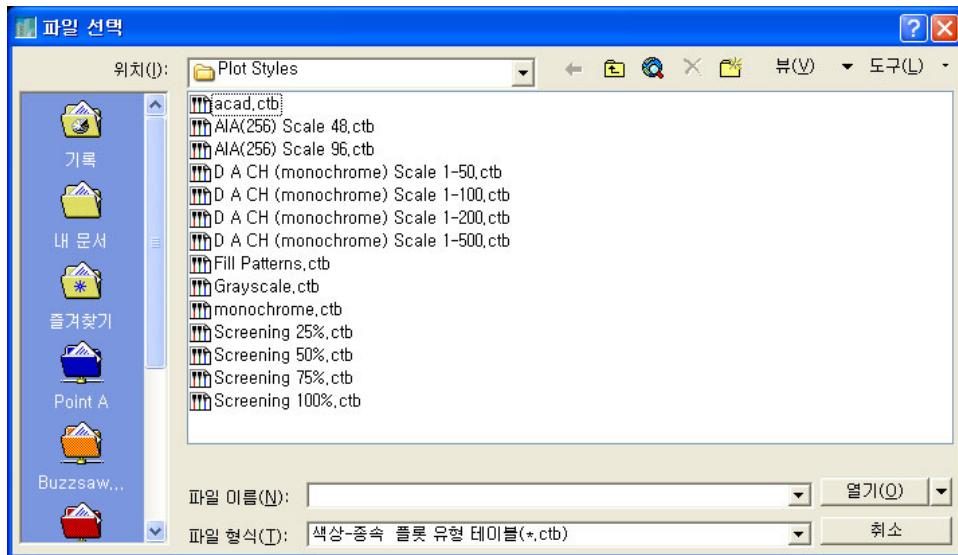 파일 선택
위치(I): Plot Styles 뷰(V) 도구(L)
기록
내 문서
즐겨찾기
Point A
Buzzsaw...
acad.ctb
AIA(256) Scale 48.ctb
AIA(256) Scale 96.ctb
D A CH (monochrome) Scale 1-50.ctb
D A CH (monochrome) Scale 1-100.ctb
D A CH (monochrome) Scale 1-200.ctb
D A CH (monochrome) Scale 1-500.ctb
Fill Patterns.ctb
Grayscale.ctb
monochrome.ctb
Screening 25%.ctb
Screening 50%.ctb
Screening 75%.ctb
Screening 100%.ctb
파일 이름(N): 열기(O)
파일 형식(T): 색상-종속 플롯 유형 테이블(*.ctb) 취소